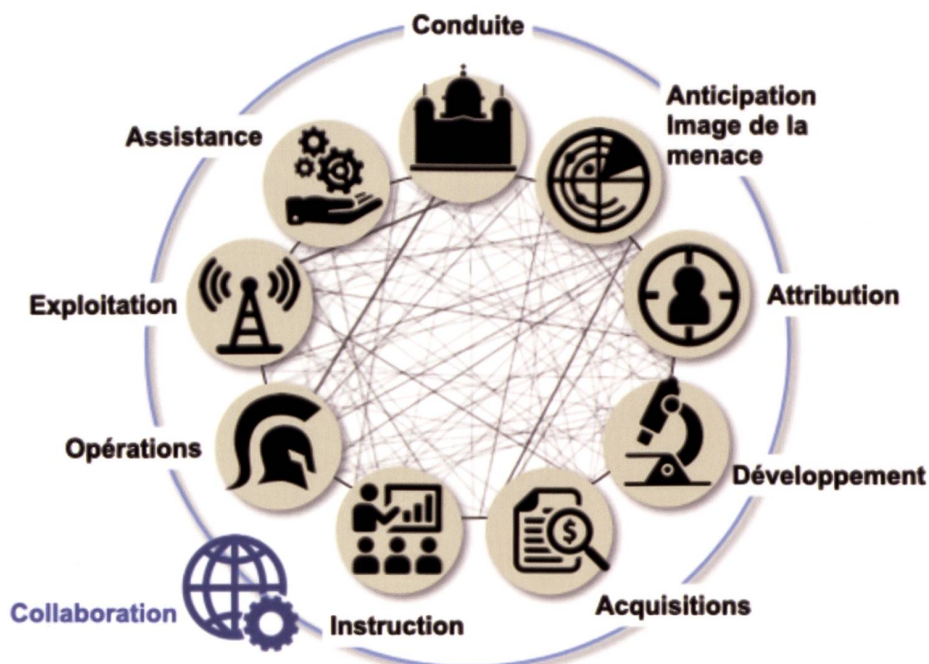 Conduite
Anticipation
Image de la
menace
Assistance
Exploitation
Attribution
Opérations
Développement
Collaboration
Instruction
Acquisitions
$